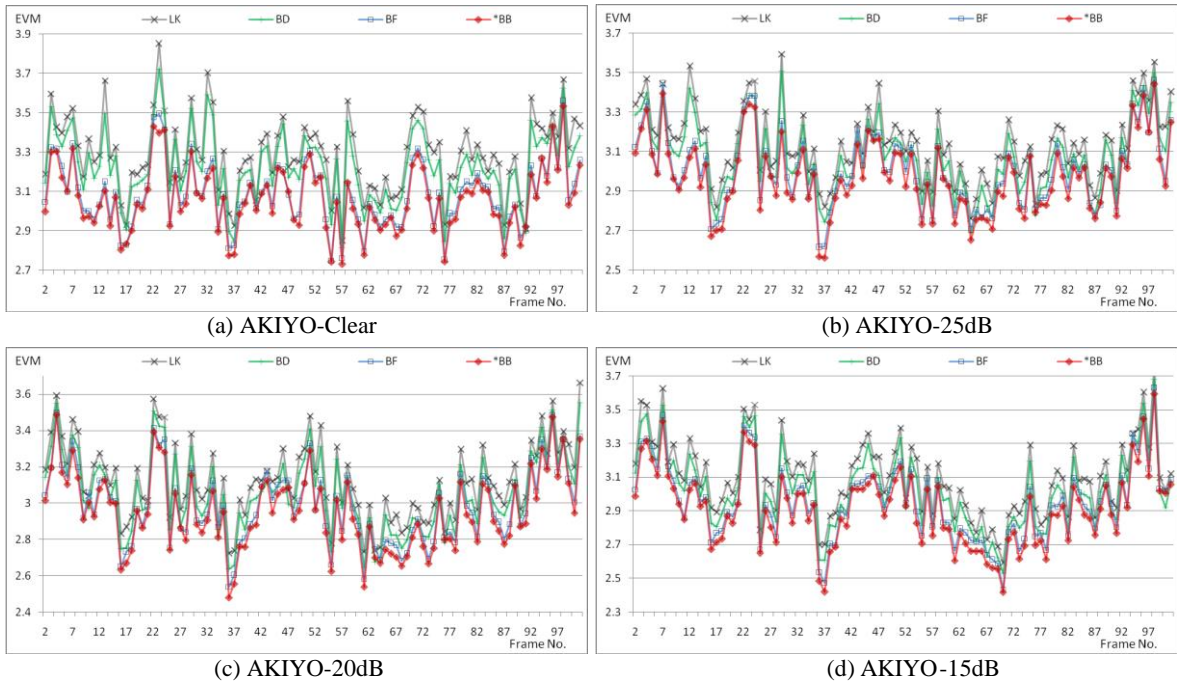 EVM LK BD BF *BB
3.9
3.7
3.5
3.3
3.1
2.9
2.7
2 7 12 17 22 27 32 37 42 47 52 57 62 67 72 77 82 87 92 97
Frame No.
(a) AKIYO-Clear
EVM LK BD BF *BB
3.7
3.5
3.3
3.1
2.9
2.7
2.5
2 7 12 17 22 27 32 37 42 47 52 57 62 67 72 77 82 87 92 97
Frame No.
(b) AKIYO-25dB
EVM LK BD BF *BB
3.6
3.4
3.2
3.0
2.8
2.6
2.4
2 7 12 17 22 27 32 37 42 47 52 57 62 67 72 77 82 87 92 97
Frame No.
(c) AKIYO-20dB
EVM LK BD BF *BB
3.7
3.5
3.3
3.1
2.9
2.7
2.5
2.3
2 7 12 17 22 27 32 37 42 47 52 57 62 67 72 77 82 87 92 97
Frame No.
(d) AKIYO-15dB